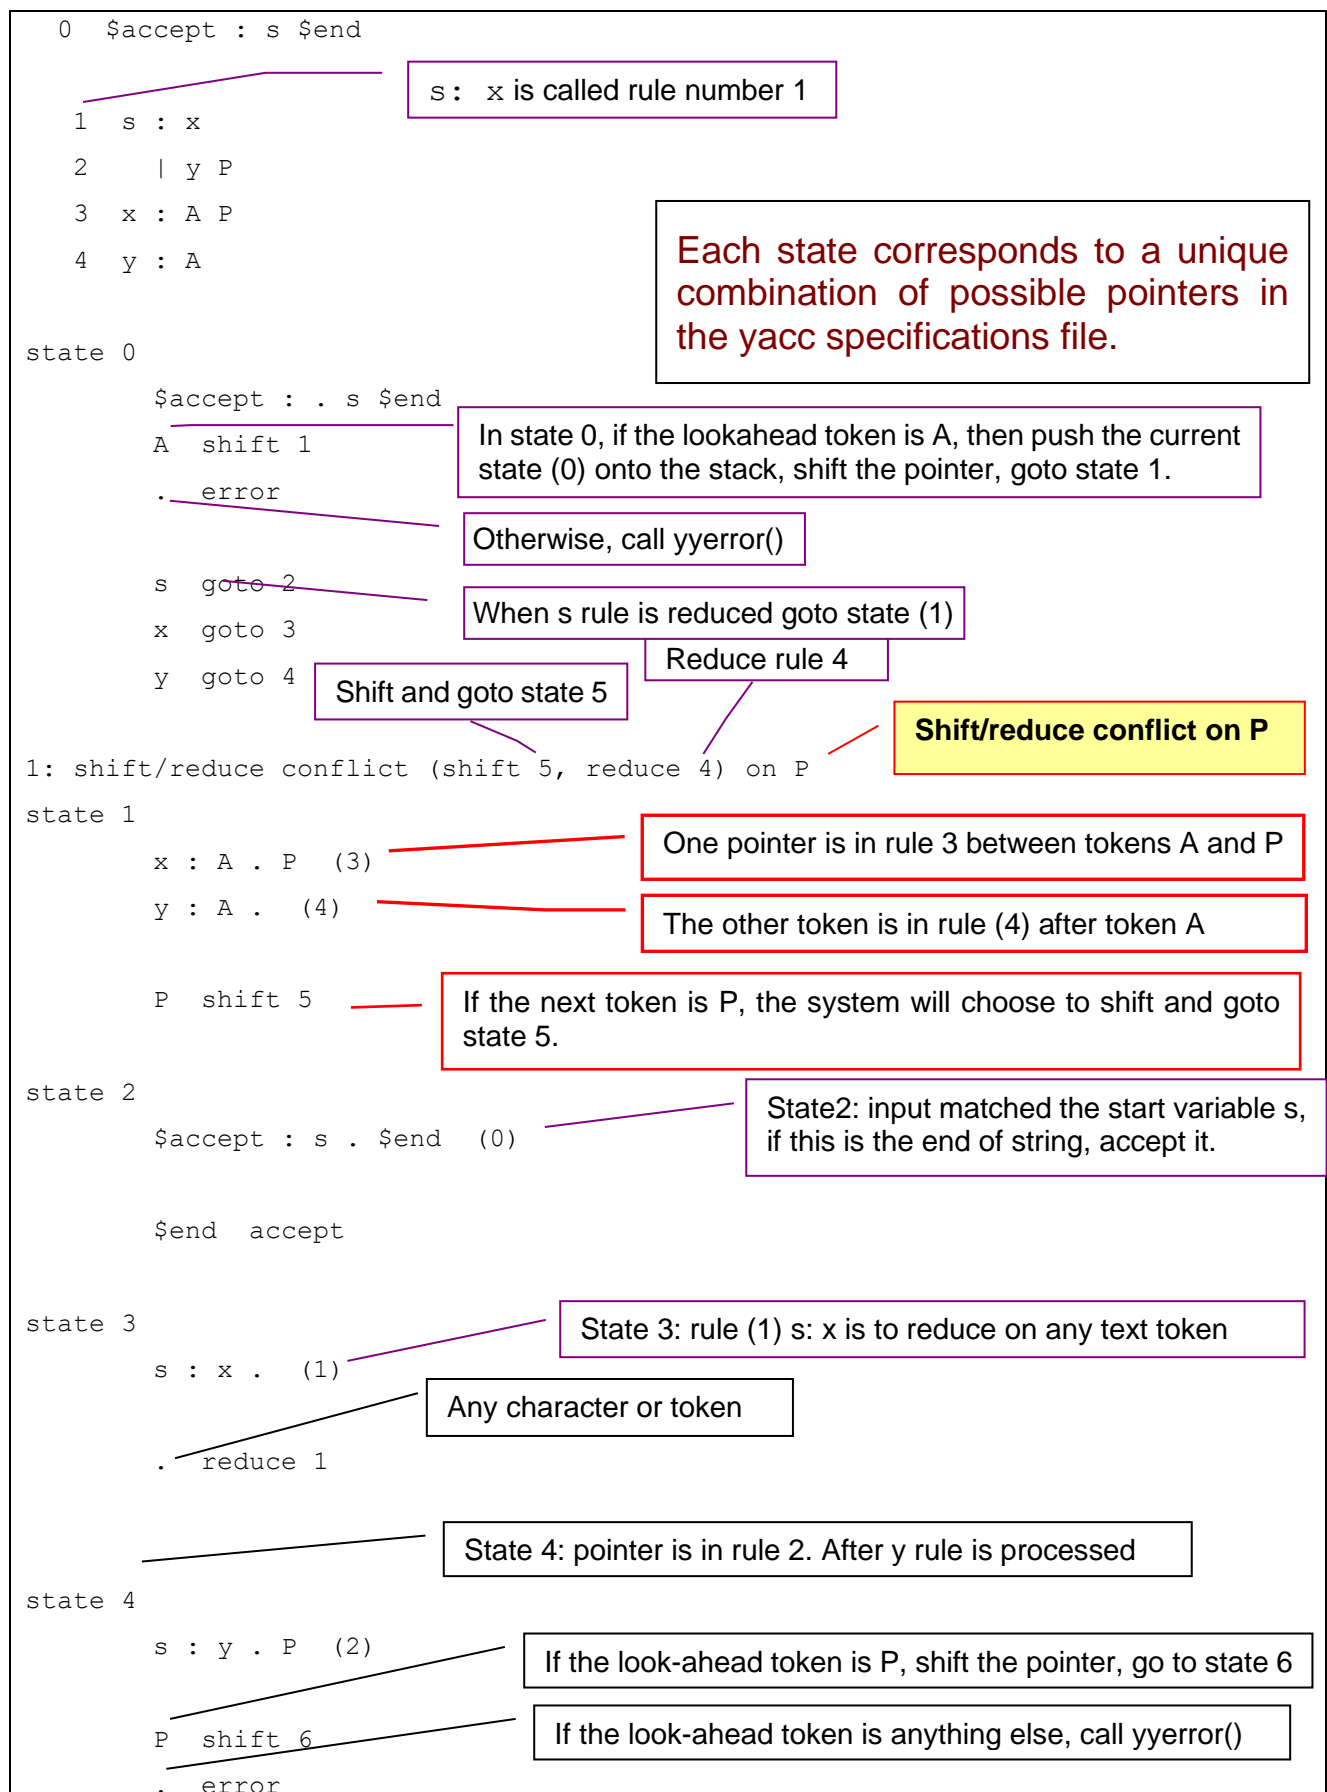 0  $accept : s $end
s: x is called rule number 1
1  s : x
2    | y P
3  x : A P
4  y : A
Each state corresponds to a unique
combination of possible pointers in
the yacc specifications file.
state 0
$accept : . s $end
A  shift 1
In state 0, if the lookahead token is A, then push the current
state (0) onto the stack, shift the pointer, goto state 1.
.  error
Otherwise, call yyerror()
s  goto 2
When s rule is reduced goto state (1)
x  goto 3
Reduce rule 4
y  goto 4
Shift and goto state 5
Shift/reduce conflict on P
1: shift/reduce conflict (shift 5, reduce 4) on P
state 1
One pointer is in rule 3 between tokens A and P
x : A . P  (3)
y : A .  (4)
The other token is in rule (4) after token A
P  shift 5
If the next token is P, the system will choose to shift and goto
state 5.
state 2
State2: input matched the start variable s,
if this is the end of string, accept it.
$accept : s . $end  (0)
$end  accept
state 3
State 3: rule (1) s: x is to reduce on any text token
s : x .  (1)
Any character or token
.  reduce 1
State 4: pointer is in rule 2. After y rule is processed
state 4
s : y . P  (2)
If the look-ahead token is P, shift the pointer, go to state 6
P  shift 6
If the look-ahead token is anything else, call yyerror()
.  error